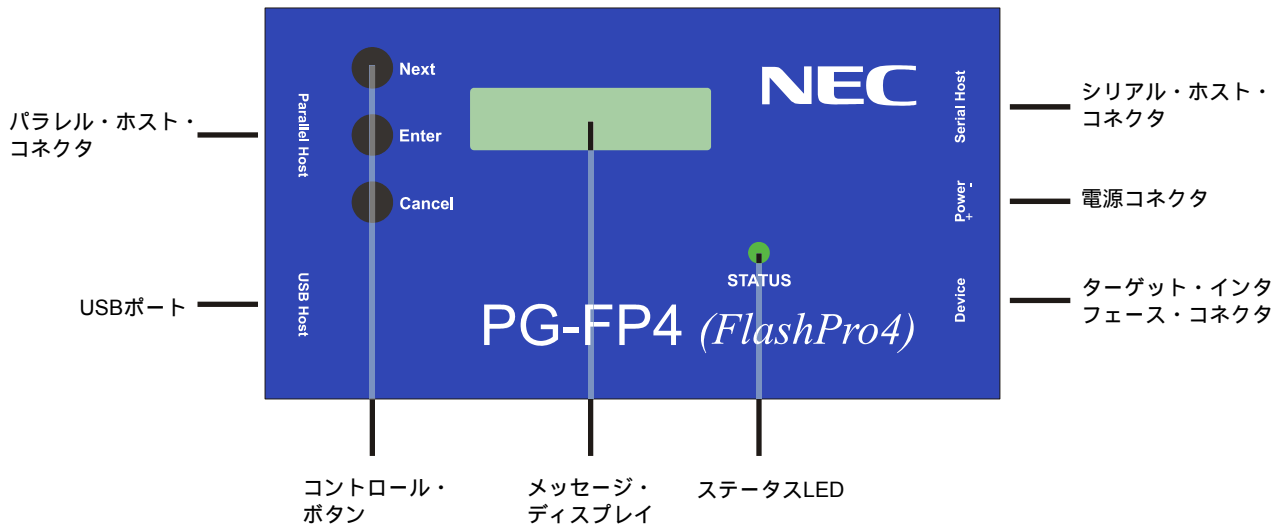 Next
NEC
Serial Host
シリアル・ホスト・
コネクタ
Parallel Host
パラレル・ホスト・
コネクタ
Enter
Cancel
Power
+ -
電源コネクタ
USB Host
USBポート
STATUS
Device
ターゲット・インタ
フェース・コネクタ
PG-FP4 (FlashPro4)
コントロール・
ボタン
メッセージ・
ディスプレイ
ステータスLED